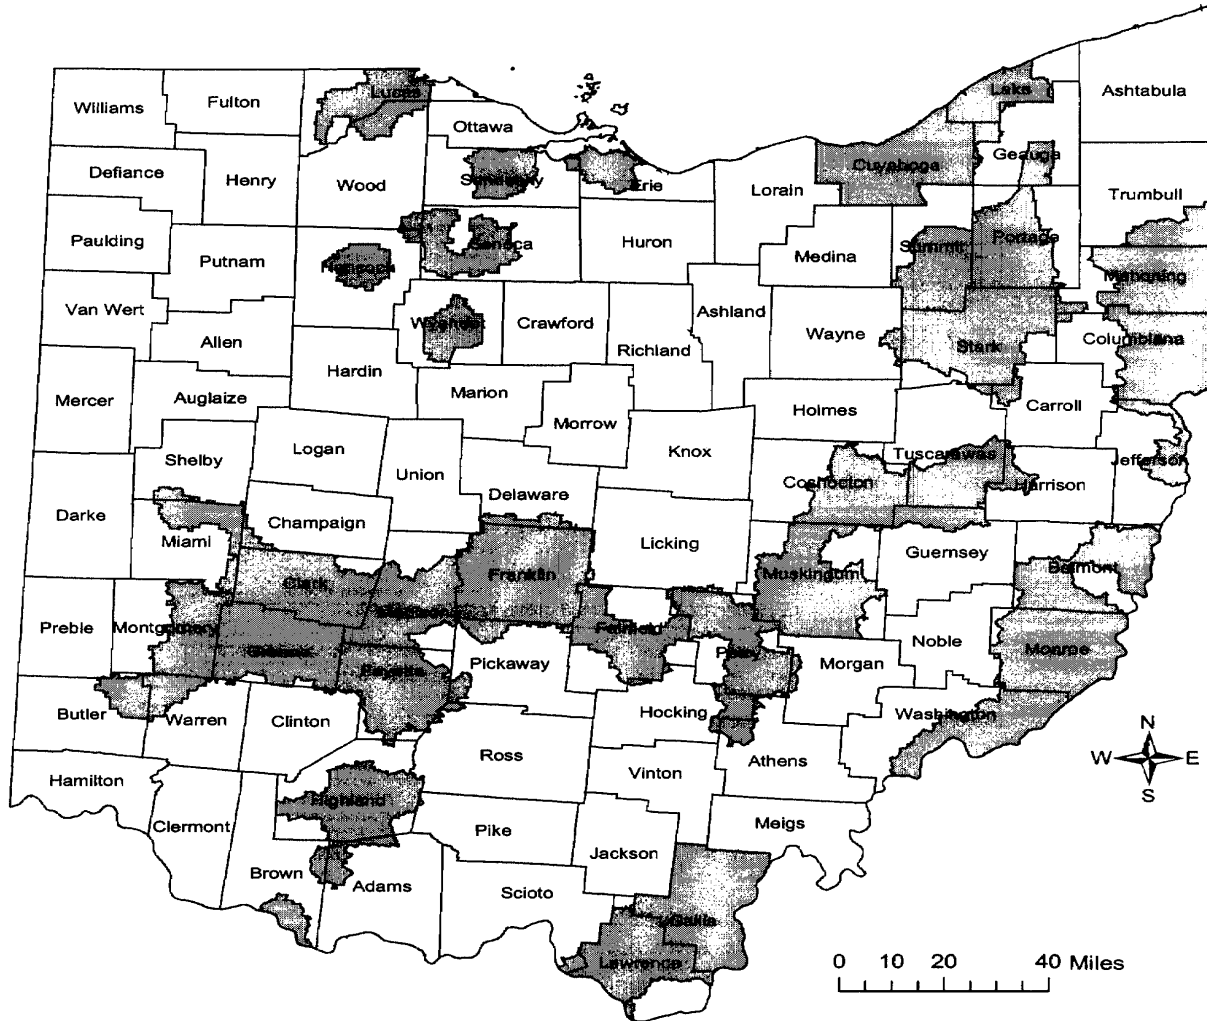 Williams
Fulton
Lucas
Ottawa
Lake
Ashtabula
Defiance
Henry
Wood
Sandusky
Erie
Lorain
Cuyahoga
Geauga
Trumbull
Paulding
Putnam
Hancock
Seneca
Huron
Medina
Summit
Portage
Mahoning
Van Wert
Allen
Wyandot
Crawford
Richland
Ashland
Wayne
Stark
Columbiana
Mercer
Auglaize
Hardin
Marion
Morrow
Holmes
Carroll
Shelby
Logan
Union
Delaware
Knox
Coshocton
Tuscarawas
Harrison
Jefferson
Darke
Miami
Champaign
Clark
Franklin
Licking
Muskingum
Guernsey
Belmont
Preble
Montgomery
Greene
Madison
Fayette
Pickaway
Fairfield
Perry
Morgan
Noble
Monroe
Butler
Warren
Clinton
Ross
Hocking
Athens
Washington
Hamilton
Clermont
Highland
Vinton
Meigs
Brown
Adams
Pike
Jackson
Scioto
Gallia
Lawrence
N
W E
S
0 10 20 40 Miles